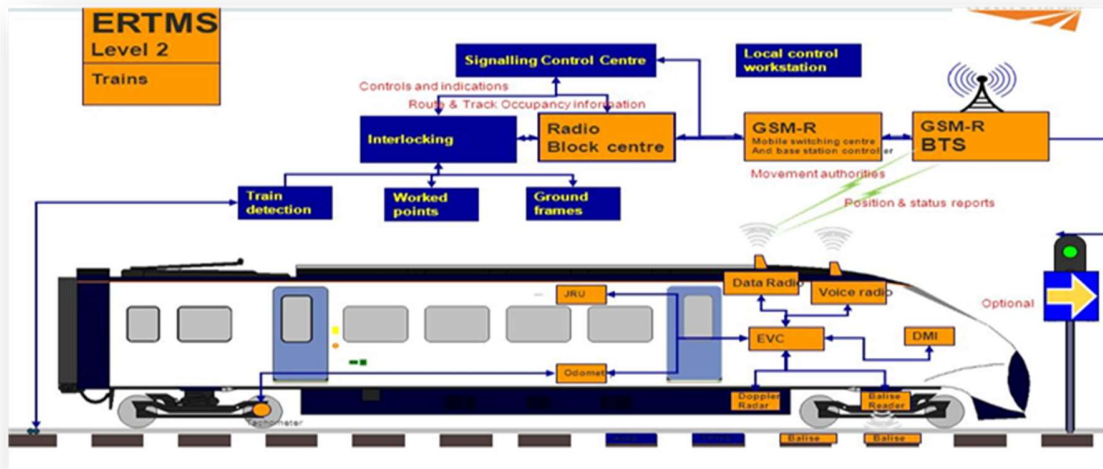 ERTMS
Level 2
Trains
Signalling Control Centre
Local control
workstation
Controls and indications
Route & Track Occupancy information
Interlocking
Radio
Block centre
GSM-R
Mobile switching centre
And base station controller
GSM-R
BTS
Movement authorities
Position & status reports
Train
detection
Worked
points
Ground
frames
Data Radio
Voice radio
JRU
Optional
EVC
DMI
Odomet
Doppler
Radar
Balise
Reader
Tachometer
Balise
Balise